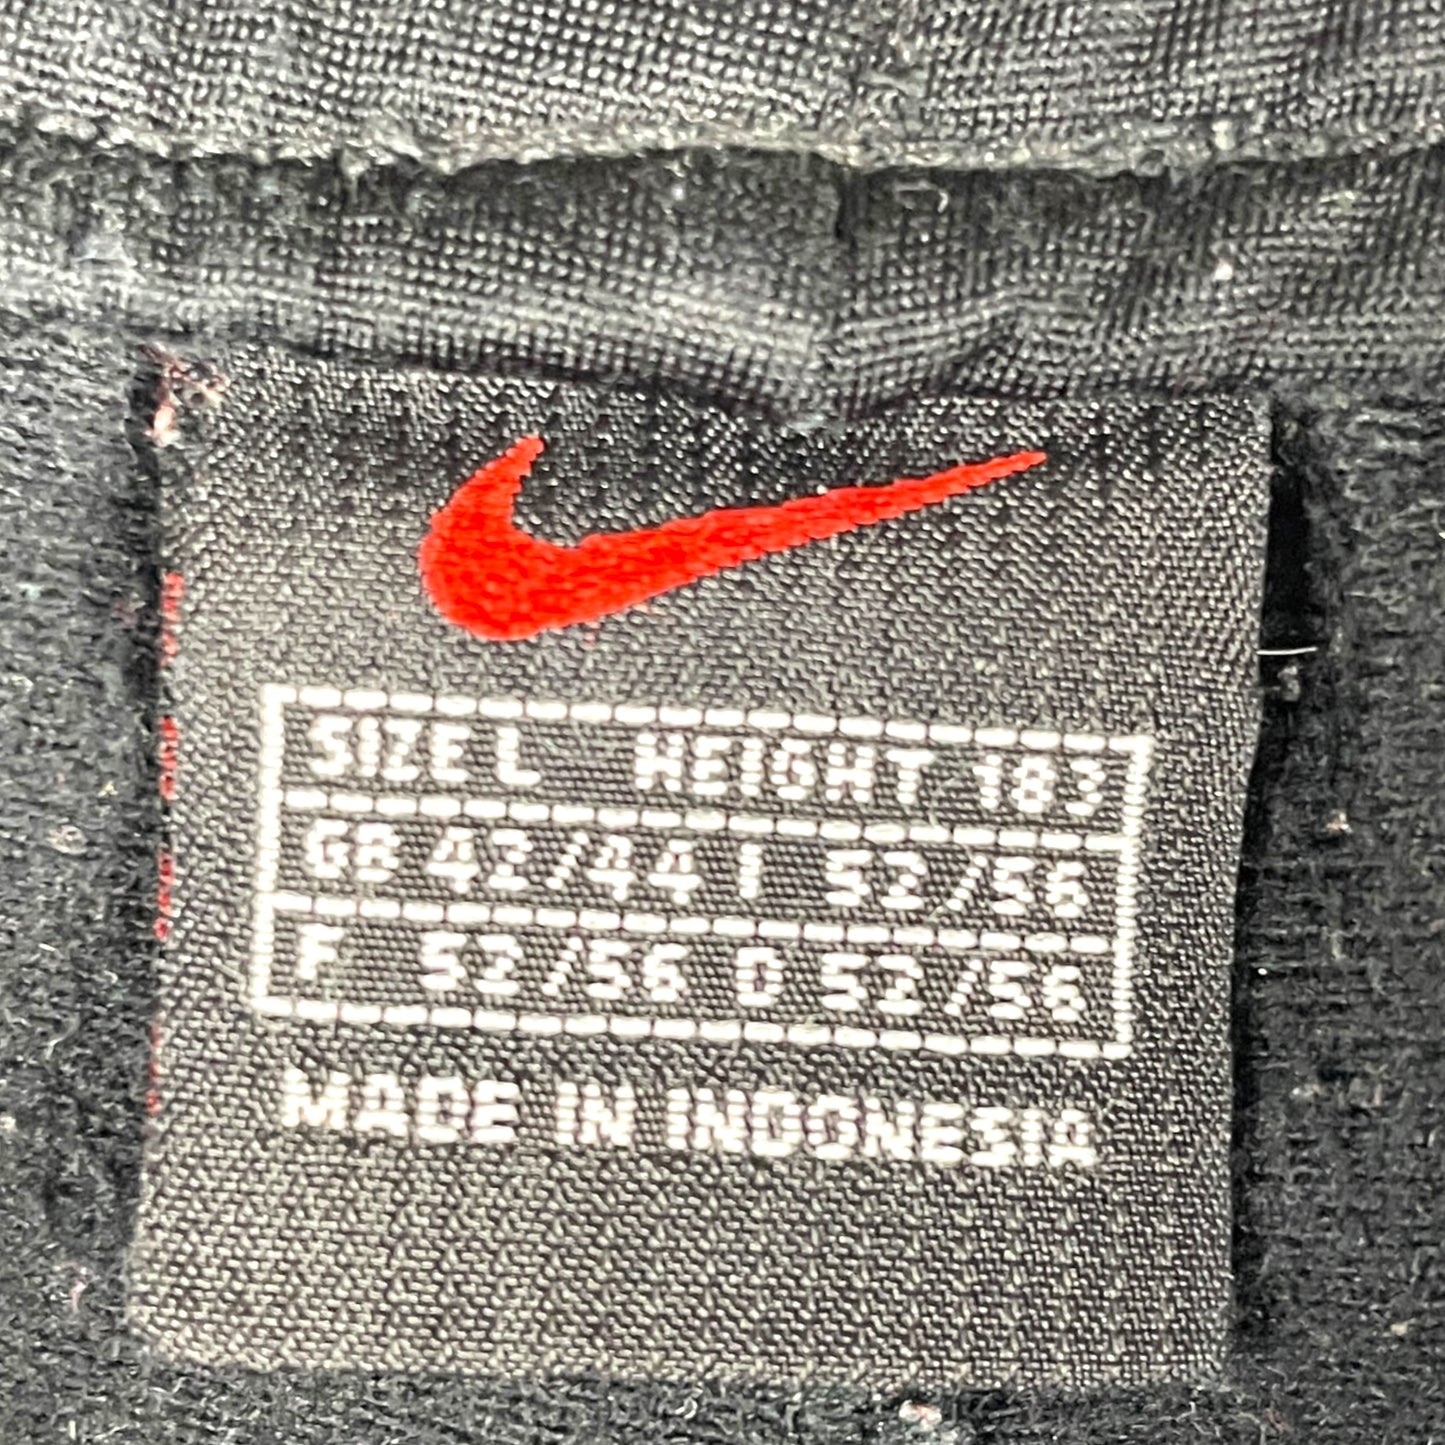 SIZE L HEIGHT 183
GB 42/44 I 52/56
F 52/56 D 52/56
MADE IN INDONESIA